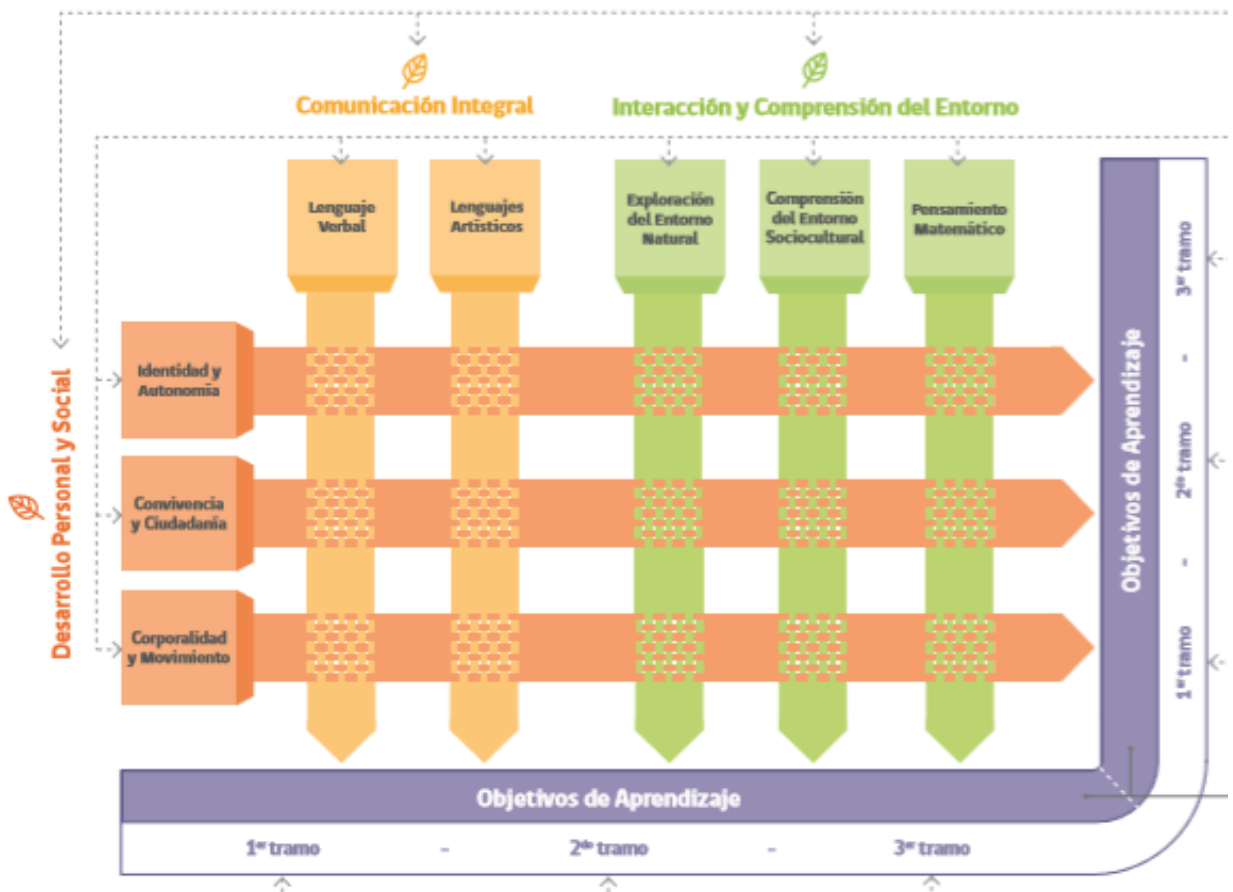 Comunicación Integral
Interacción y Comprensión del Entorno
Lenguaje
Verbal
Lenguajes
Artísticos
Exploración
del Entorno
Natural
Comprensión
del Entorno
Sociocultural
Pensamiento
Matemático
Desarrollo Personal y Social
Identidad y
Autonomía
Convivencia
y Ciudadanía
Corporalidad
y Movimiento
Objetivos de Aprendizaje
1er tramo - 2do tramo - 3er tramo
Objetivos de Aprendizaje
1er tramo - 2do tramo - 3er tramo